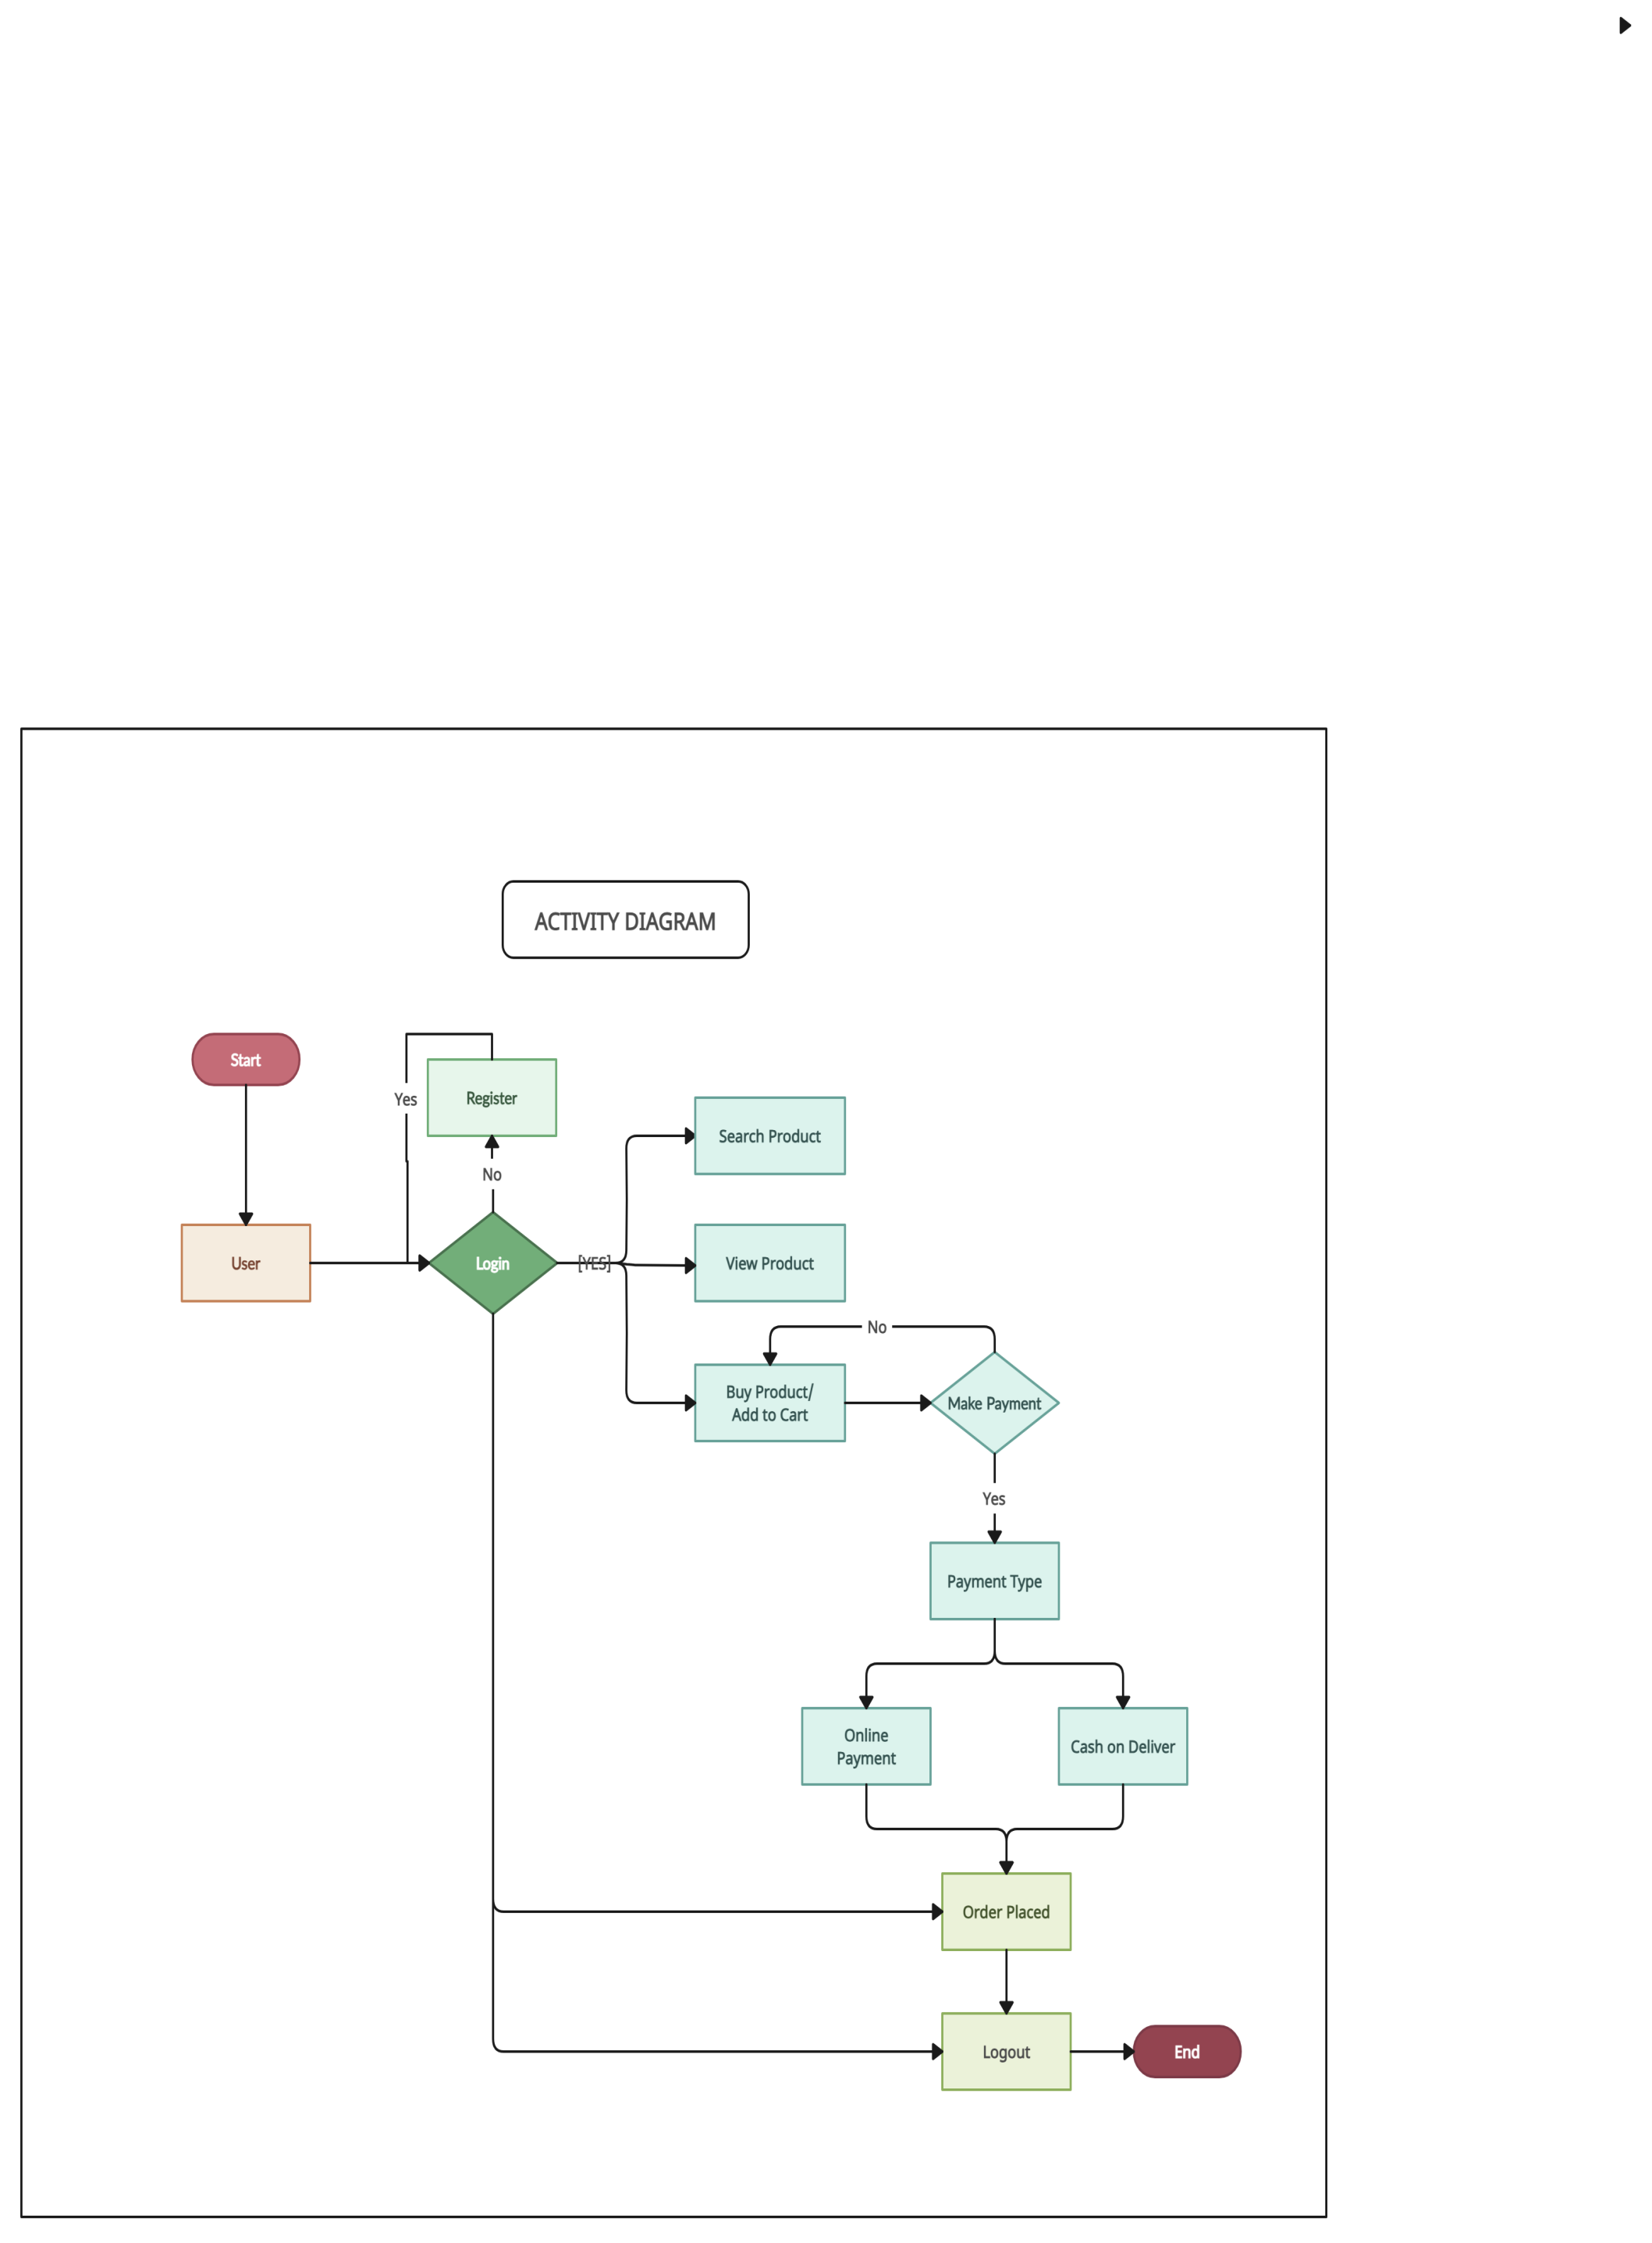 ACTIVITY DIAGRAM
Start
Yes
Register
Search Product
No
User
Login
[YES]
View Product
No
Buy Product/
Add to Cart
Make Payment
Yes
Payment Type
Online
Payment
Cash on Deliver
Order Placed
Logout
End